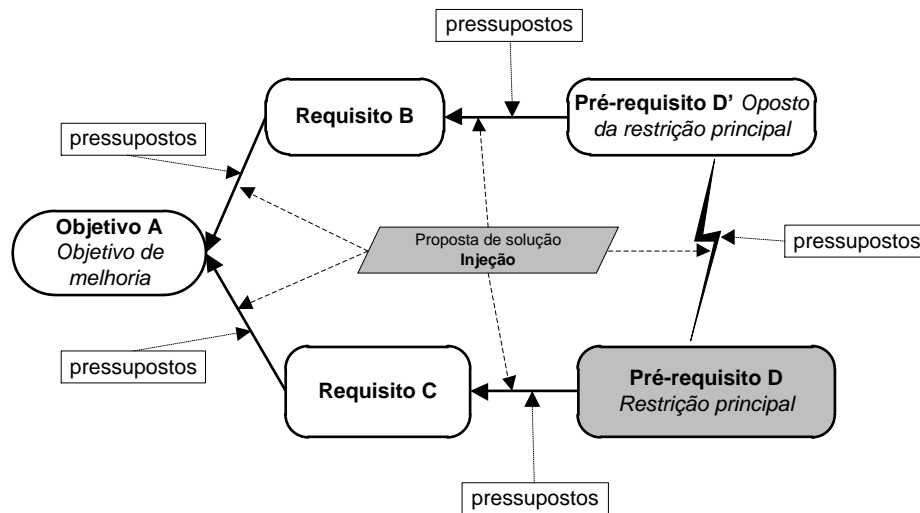 pressupostos
Requisito B
Pré-requisito D’ Oposto
da restrição principal
pressupostos
Objetivo A
Objetivo de
melhoria
Proposta de solução
Injeção
pressupostos
pressupostos
Requisito C
Pré-requisito D
Restrição principal
pressupostos